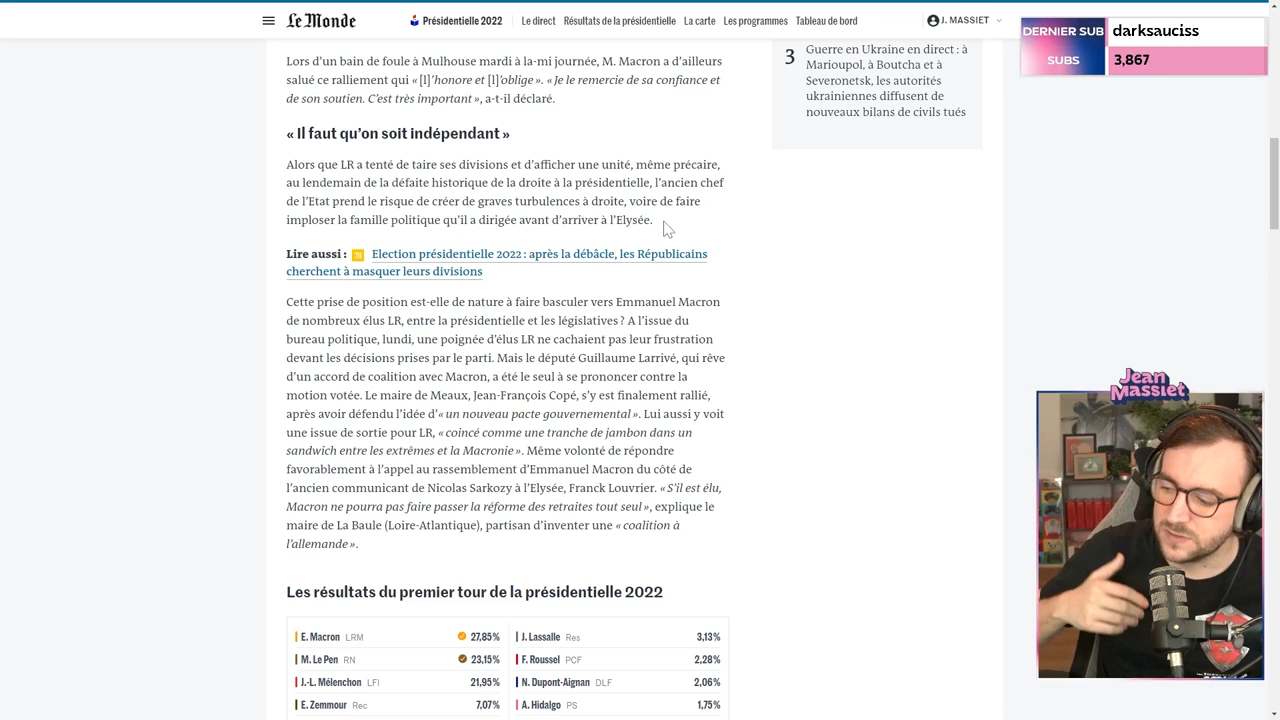 Le Monde
Présidentielle 2022
Le direct
Résultats de la présidentielle
La carte
Les programmes
Tableau de bord
J. MASSIET
DERNIER SUB
darksauciss
SUBS
3,867
Lors d'un bain de foule à Mulhouse mardi à la-mi journée, M. Macron a d'ailleurs
salué ce ralliement qui « [l]'honore et [l]'oblige ». « Je le remercie de sa confiance et
de son soutien. C'est très important », a-t-il déclaré.
« Il faut qu'on soit indépendant »
Alors que LR a tenté de taire ses divisions et d'afficher une unité, même précaire,
au lendemain de la défaite historique de la droite à la présidentielle, l'ancien chef
de l'Etat prend le risque de créer de graves turbulences à droite, voire de faire
imploser la famille politique qu'il a dirigée avant d'arriver à l'Elysée.
Lire aussi : Election présidentielle 2022 : après la débâcle, les Républicains
cherchent à masquer leurs divisions
Cette prise de position est-elle de nature à faire basculer vers Emmanuel Macron
de nombreux élus LR, entre la présidentielle et les législatives ? A l'issue du
bureau politique, lundi, une poignée d'élus LR ne cachaient pas leur frustration
devant les décisions prises par le parti. Mais le député Guillaume Larrivé, qui rêve
d'un accord de coalition avec Macron, a été le seul à se prononcer contre la
motion votée. Le maire de Meaux, Jean-François Copé, s'y est finalement rallié,
après avoir défendu l'idée d'« un nouveau pacte gouvernemental ». Lui aussi y voit
une issue de sortie pour LR, « coincé comme une tranche de jambon dans un
sandwich entre les extrêmes et la Macronie ». Même volonté de répondre
favorablement à l'appel au rassemblement d'Emmanuel Macron du côté de
l'ancien communicant de Nicolas Sarkozy à l'Elysée, Franck Louvrier. « S'il est élu,
Macron ne pourra pas faire passer la réforme des retraites tout seul », explique le
maire de La Baule (Loire-Atlantique), partisan d'inventer une « coalition à
l'allemande ».
Les résultats du premier tour de la présidentielle 2022
E. Macron LRM 27,85%
M. Le Pen RN 23,15%
J.-L. Mélenchon LFI 21,95%
E. Zemmour Rec 7,07%
J. Lassalle Res 3,13%
F. Roussel PCF 2,28%
N. Dupont-Aignan DLF 2,06%
A. Hidalgo PS 1,75%
3
Guerre en Ukraine en direct : à
Marioupol, à Boutcha et à
Severonetsk, les autorités
ukrainiennes diffusent de
nouveaux bilans de civils tués
Jean
Massiet